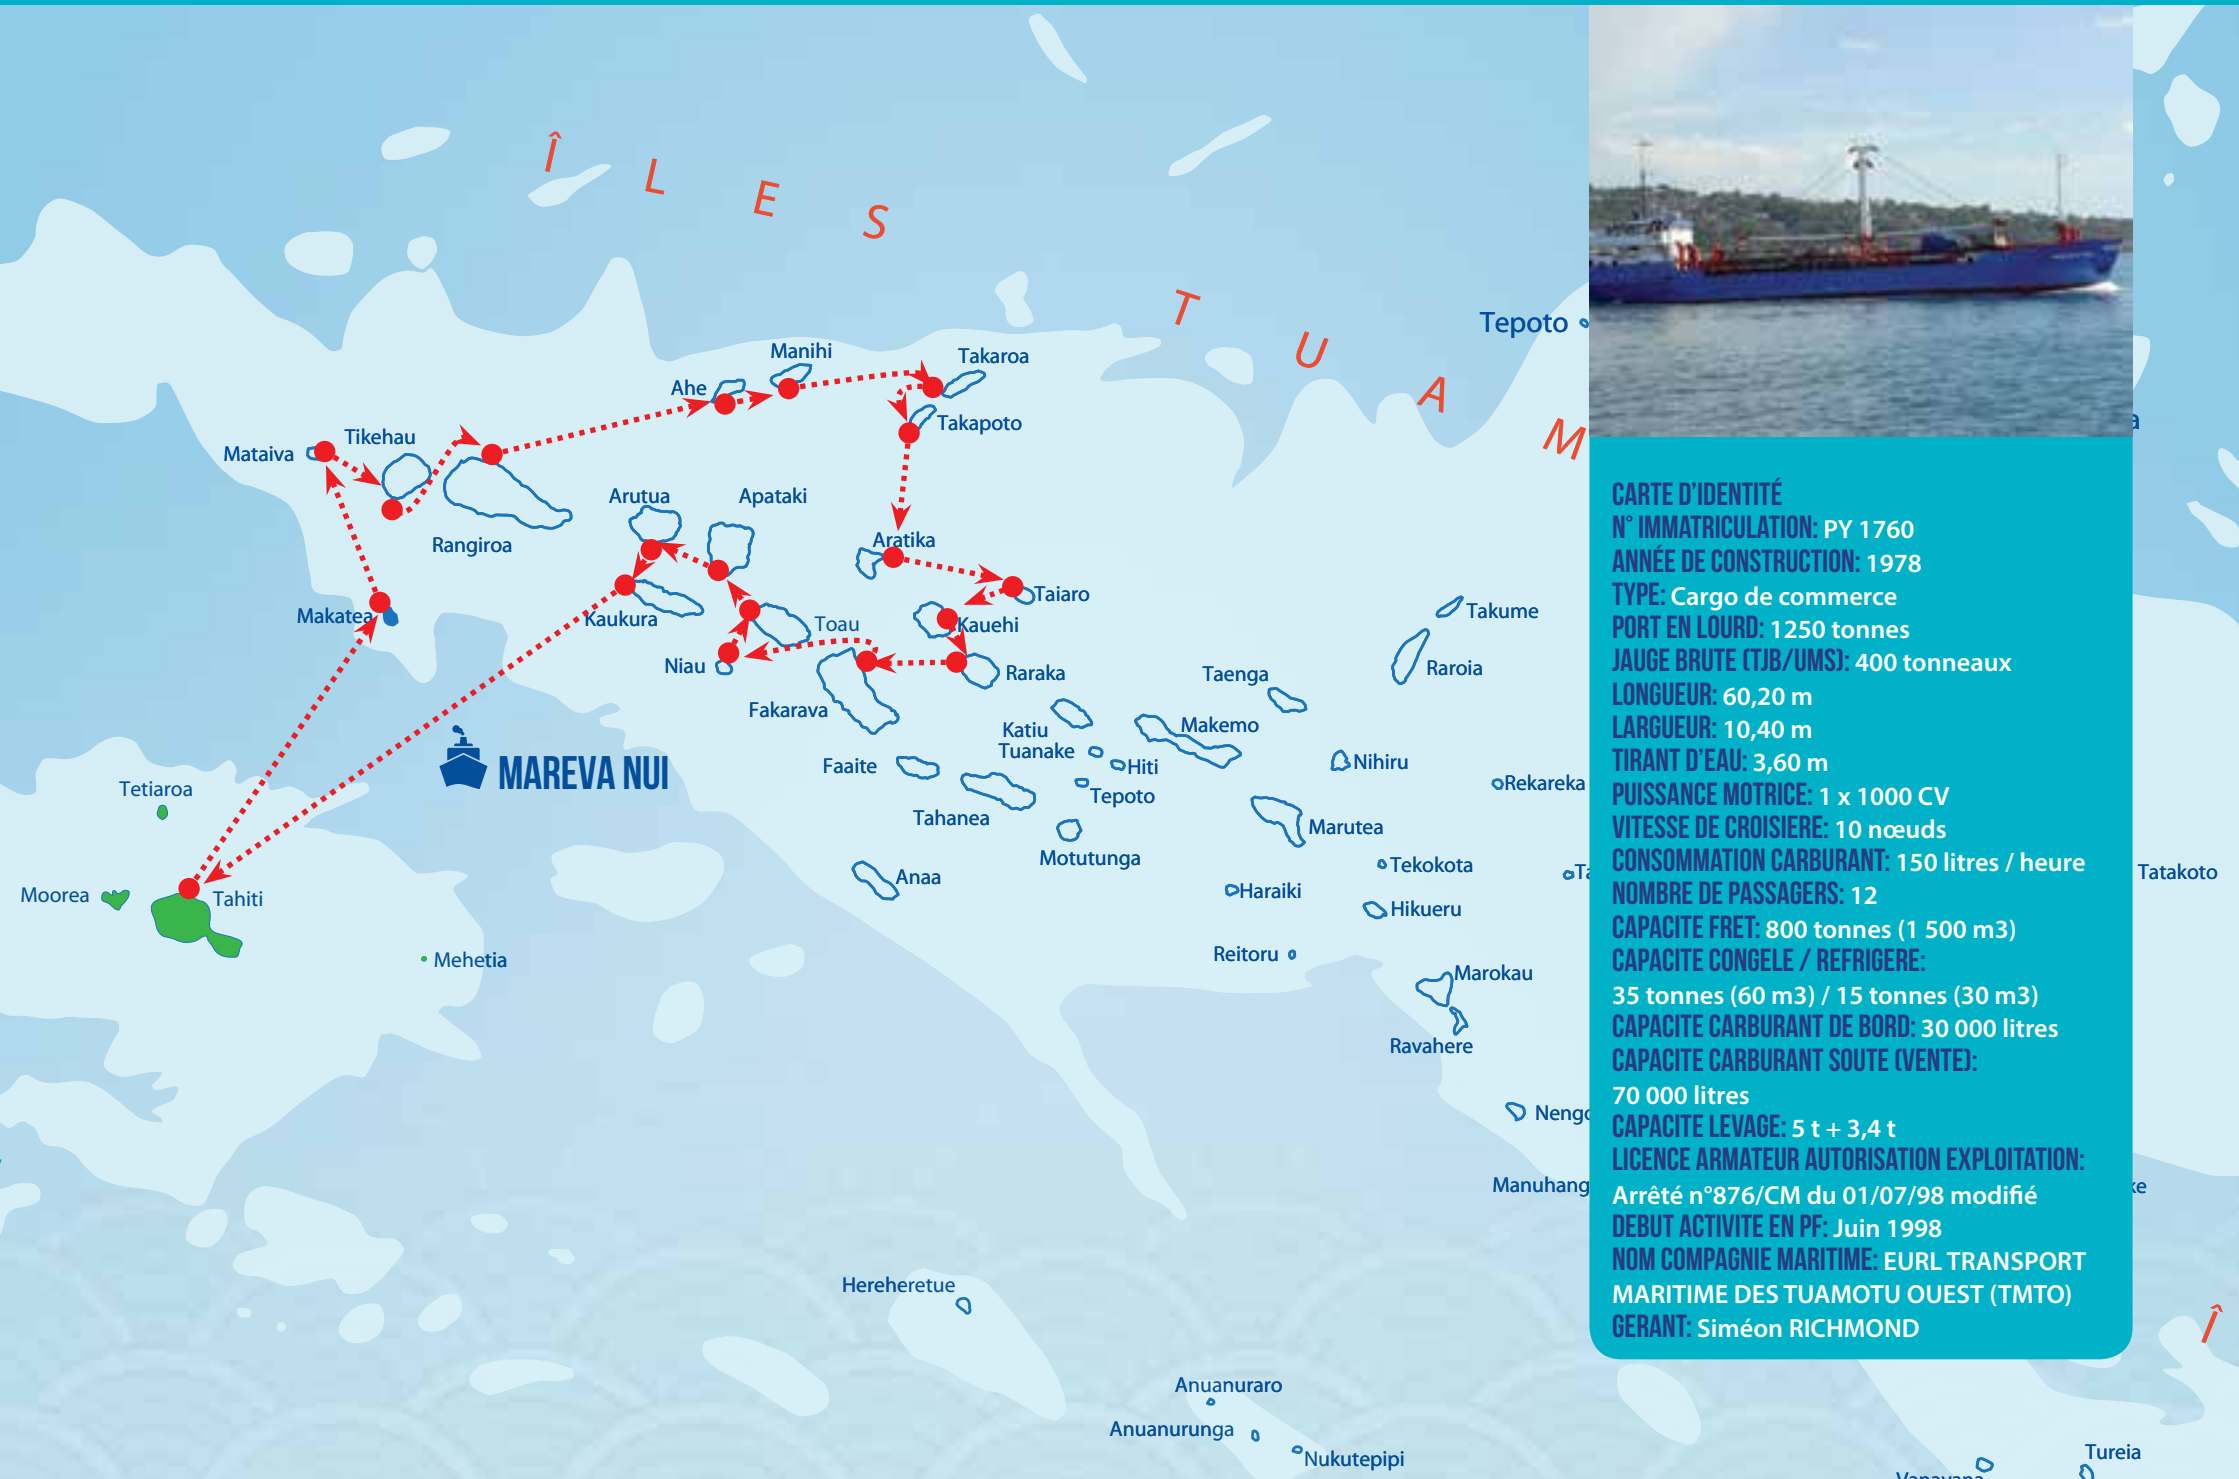 Î L E S
T U A M
Tepoto
Manihi
Takaroa
Ahe
Takapoto
Tikehau
Mataiva
Rangiroa
Arutua
Apataki
Aratika
Taiaro
Makatea
Kaukura
Toau
Kauehi
Niau
Raraka
Fakarava
Takume
Raroia
Taenga
Katiu
Makemo
Tuanake
Hiti
Nihiru
Faaite
Tepoto
Rekareka
MAREVA NUI
Tetiaroa
Tahanea
Marutea
Motutunga
Tekokota
Anaa
Haraiki
Tatakoto
Moorea
Tahiti
Hikueru
Mehetia
Reitoru
Marokau
Ravahere
Nengo
Manuhang
Hereheretue
Anuanuraro
Anuanurunga
Nukutepipi
Tureia
Î
CARTE D'IDENTITÉ
N° IMMATRICULATION: PY 1760
ANNÉE DE CONSTRUCTION: 1978
TYPE: Cargo de commerce
PORT EN LOURD: 1250 tonnes
JAUGE BRUTE (TJB/UMS): 400 tonneaux
LONGUEUR: 60,20 m
LARGUEUR: 10,40 m
TIRANT D'EAU: 3,60 m
PUISSANCE MOTRICE: 1 x 1000 CV
VITESSE DE CROISIERE: 10 nœuds
CONSOMMATION CARBURANT: 150 litres / heure
NOMBRE DE PASSAGERS: 12
CAPACITE FRET: 800 tonnes (1 500 m3)
CAPACITE CONGELE / REFRIGERE:
35 tonnes (60 m3) / 15 tonnes (30 m3)
CAPACITE CARBURANT DE BORD: 30 000 litres
CAPACITE CARBURANT SOUTE (VENTE):
70 000 litres
CAPACITE LEVAGE: 5 t + 3,4 t
LICENCE ARMATEUR AUTORISATION EXPLOITATION:
Arrêté n°876/CM du 01/07/98 modifié
DEBUT ACTIVITE EN PF: Juin 1998
NOM COMPAGNIE MARITIME: EURL TRANSPORT
MARITIME DES TUAMOTU OUEST (TMTO)
GERANT: Siméon RICHMOND